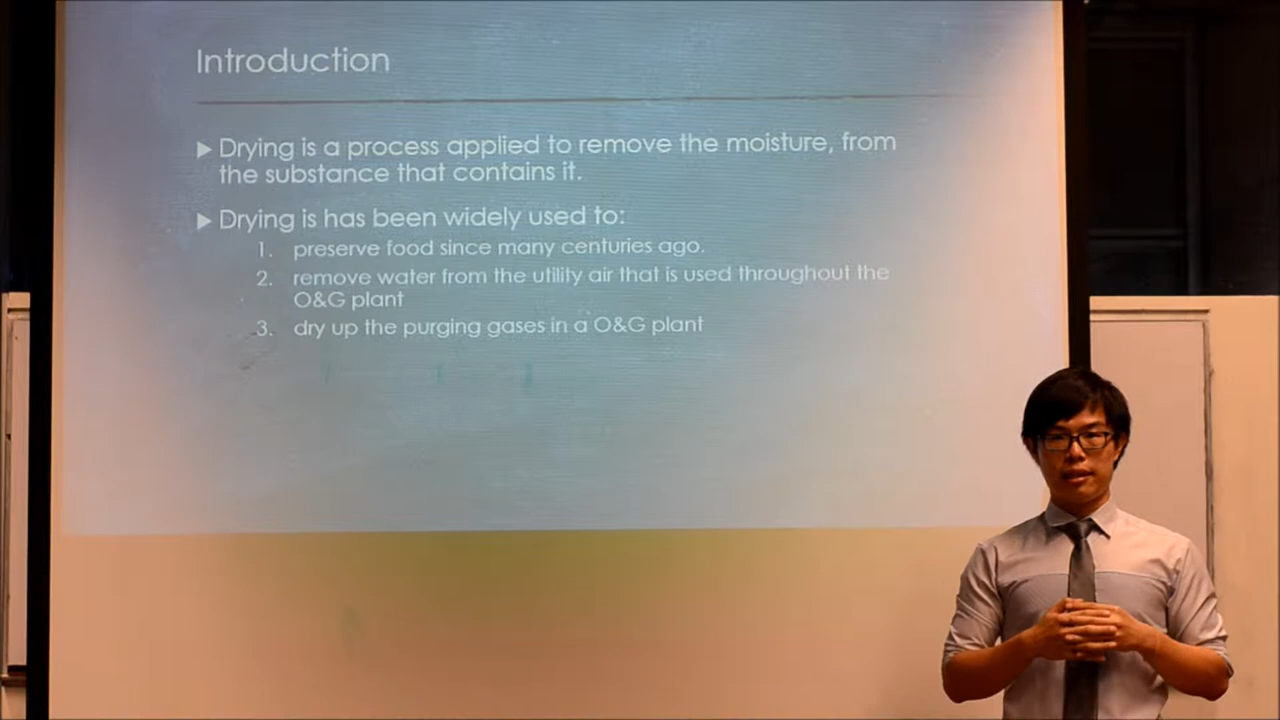 Introduction
▶ Drying is a process applied to remove the moisture, from
the substance that contains it.
▶ Drying is has been widely used to:
1. preserve food since many centuries ago.
2. remove water from the utility air that is used throughout the
O&G plant
3. dry up the purging gases in a O&G plant